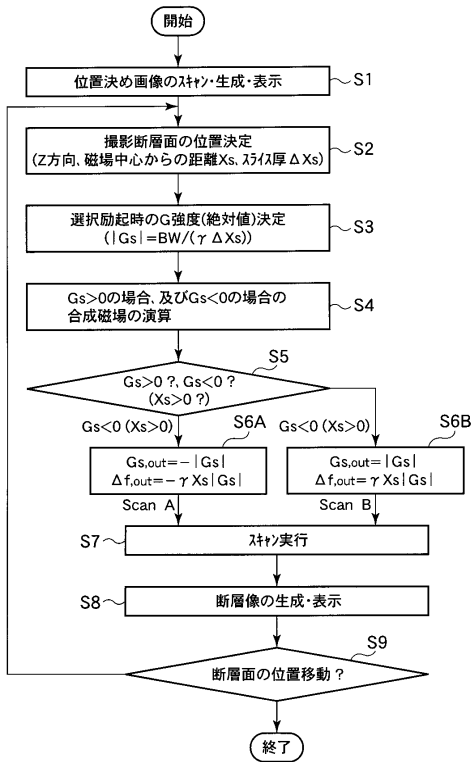 開始
位置決め画像のスキャン・生成・表示
S1
撮影断層面の位置決定
(Z方向、磁場中心からの距離Xs、スライス厚ΔXs)
S2
選択励起時のG強度(絶対値)決定
(|Gs|=BW/(γΔXs))
S3
Gs>0の場合、及びGs<0の場合の
合成磁場の演算
S4
S5
Gs>0?、Gs<0?
(Xs>0?)
Gs<0(Xs>0)
S6A
Gs<0(Xs>0)
S6B
Gs,out=-|Gs|
Δf,out=-γXs|Gs|
Gs,out=|Gs|
Δf,out=γXs|Gs|
Scan A
Scan B
S7
スキャン実行
S8
断層像の生成・表示
S9
断層面の位置移動?
終了